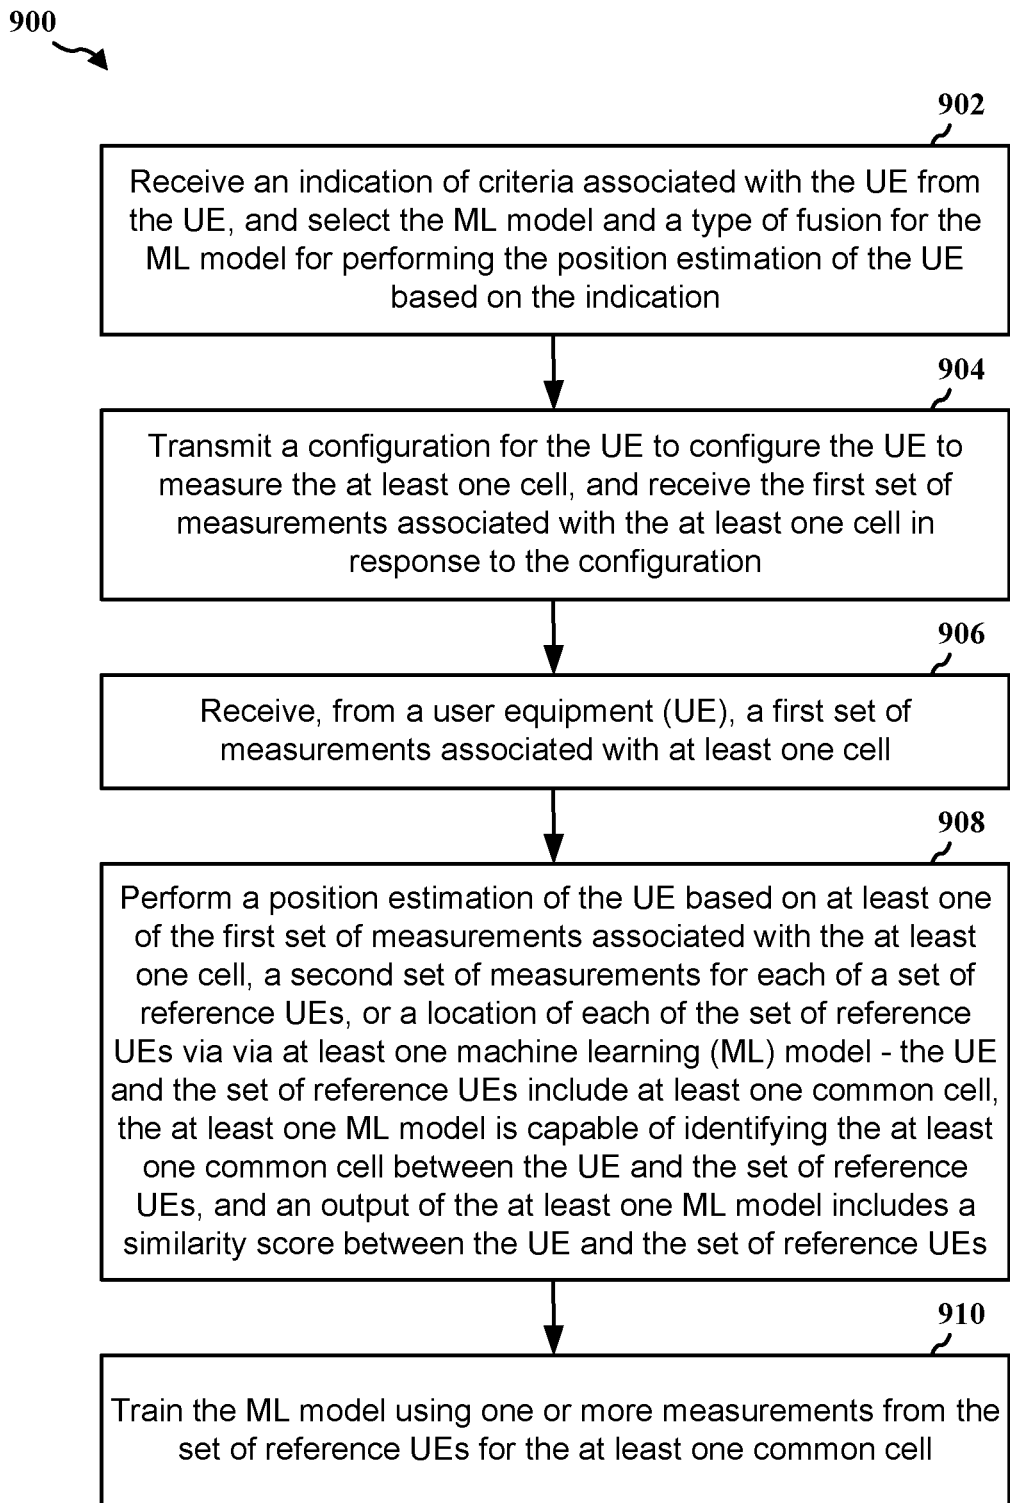 900
902
Receive an indication of criteria associated with the UE from
the UE, and select the ML model and a type of fusion for the
ML model for performing the position estimation of the UE
based on the indication
904
Transmit a configuration for the UE to configure the UE to
measure the at least one cell, and receive the first set of
measurements associated with the at least one cell in
response to the configuration
906
Receive, from a user equipment (UE), a first set of
measurements associated with at least one cell
908
Perform a position estimation of the UE based on at least one
of the first set of measurements associated with the at least
one cell, a second set of measurements for each of a set of
reference UEs, or a location of each of the set of reference
UEs via via at least one machine learning (ML) model - the UE
and the set of reference UEs include at least one common cell,
the at least one ML model is capable of identifying the at least
one common cell between the UE and the set of reference
UEs, and an output of the at least one ML model includes a
similarity score between the UE and the set of reference UEs
910
Train the ML model using one or more measurements from the
set of reference UEs for the at least one common cell